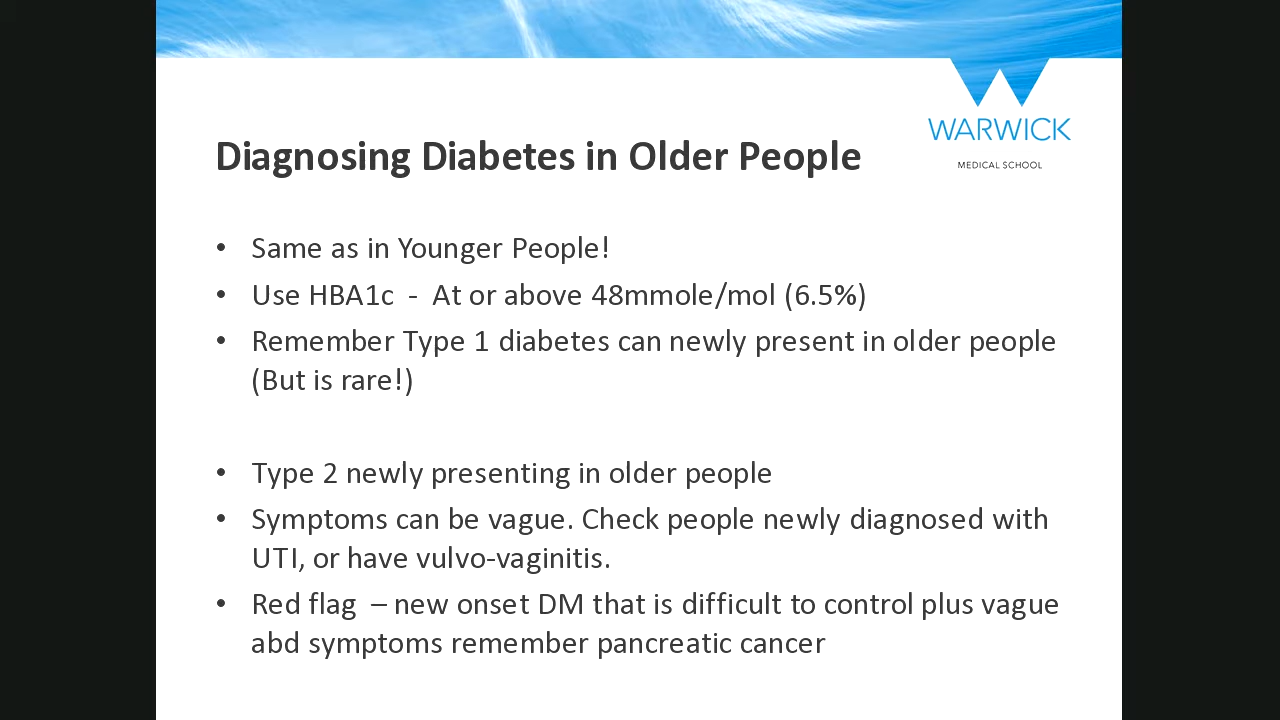 WARWICK
MEDICAL SCHOOL
Diagnosing Diabetes in Older People
• Same as in Younger People!
• Use HBA1c - At or above 48mmole/mol (6.5%)
• Remember Type 1 diabetes can newly present in older people
(But is rare!)
• Type 2 newly presenting in older people
• Symptoms can be vague. Check people newly diagnosed with
UTI, or have vulvo-vaginitis.
• Red flag – new onset DM that is difficult to control plus vague
abd symptoms remember pancreatic cancer